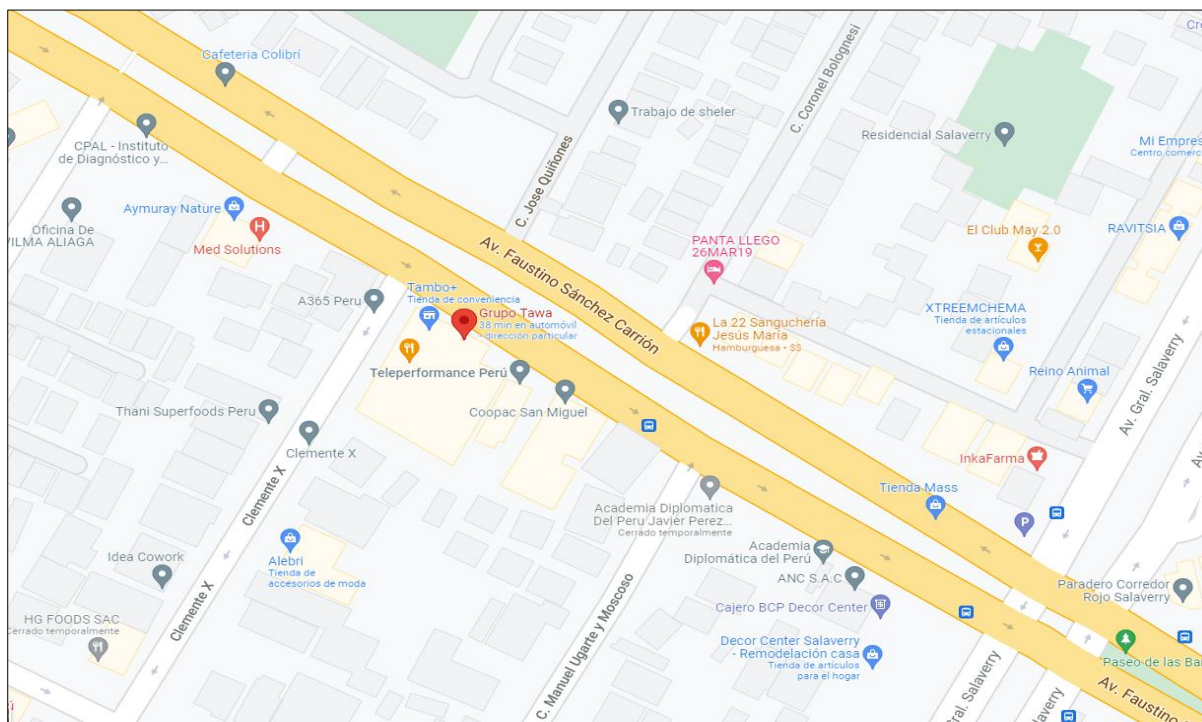 Cre
Cafeteria Colibrí
C. Coronel Bolognesi
Trabajo de sheler
Residencial Salaverry
Mi Empres
Centro comerc
CPAL - Instituto
de Diagnóstico y...
C. Jose Quiñones
Aymuray Nature
Oficina De
VILMA ALIAGA
Med Solutions
PANTA LLEGO
26MAR19
El Club May 2.0
RAVITSIA
Av. Faustino Sánchez Carrión
A365 Peru
Tambo+
Tienda de conveniencia
Grupo Tawa
38 min en automóvil
- dirección particular
XTREEMCHEMA
Tienda de artículos
estacionales
La 22 Sangucheria
Jesús María
Hamburguesa • $$
Teleperformance Perú
Reino Animal
Av. Gral. Salaverry
Av.
Thani Superfoods Peru
Coopac San Miguel
Clemente X
InkaFarma
Clemente X
Tienda Mass
Academia Diplomatica
Del Peru Javier Perez...
Cerrado temporalmente
P
Idea Cowork
Alebri
Tienda de
accesorios de moda
Academia
Diplomática del Perú
ANC S.A.C
Paradero Corredor
Rojo Salaverry
Cajero BCP Decor Center
HG FOODS SAC
Cerrado temporalmente
Clemente X
C. Manuel Ugarte y Moscoso
Decor Center Salaverry
- Remodelación casa
Tienda de artículos
para el hogar
Gral. Salaverry
Paseo de las Ba
Av. Faustino